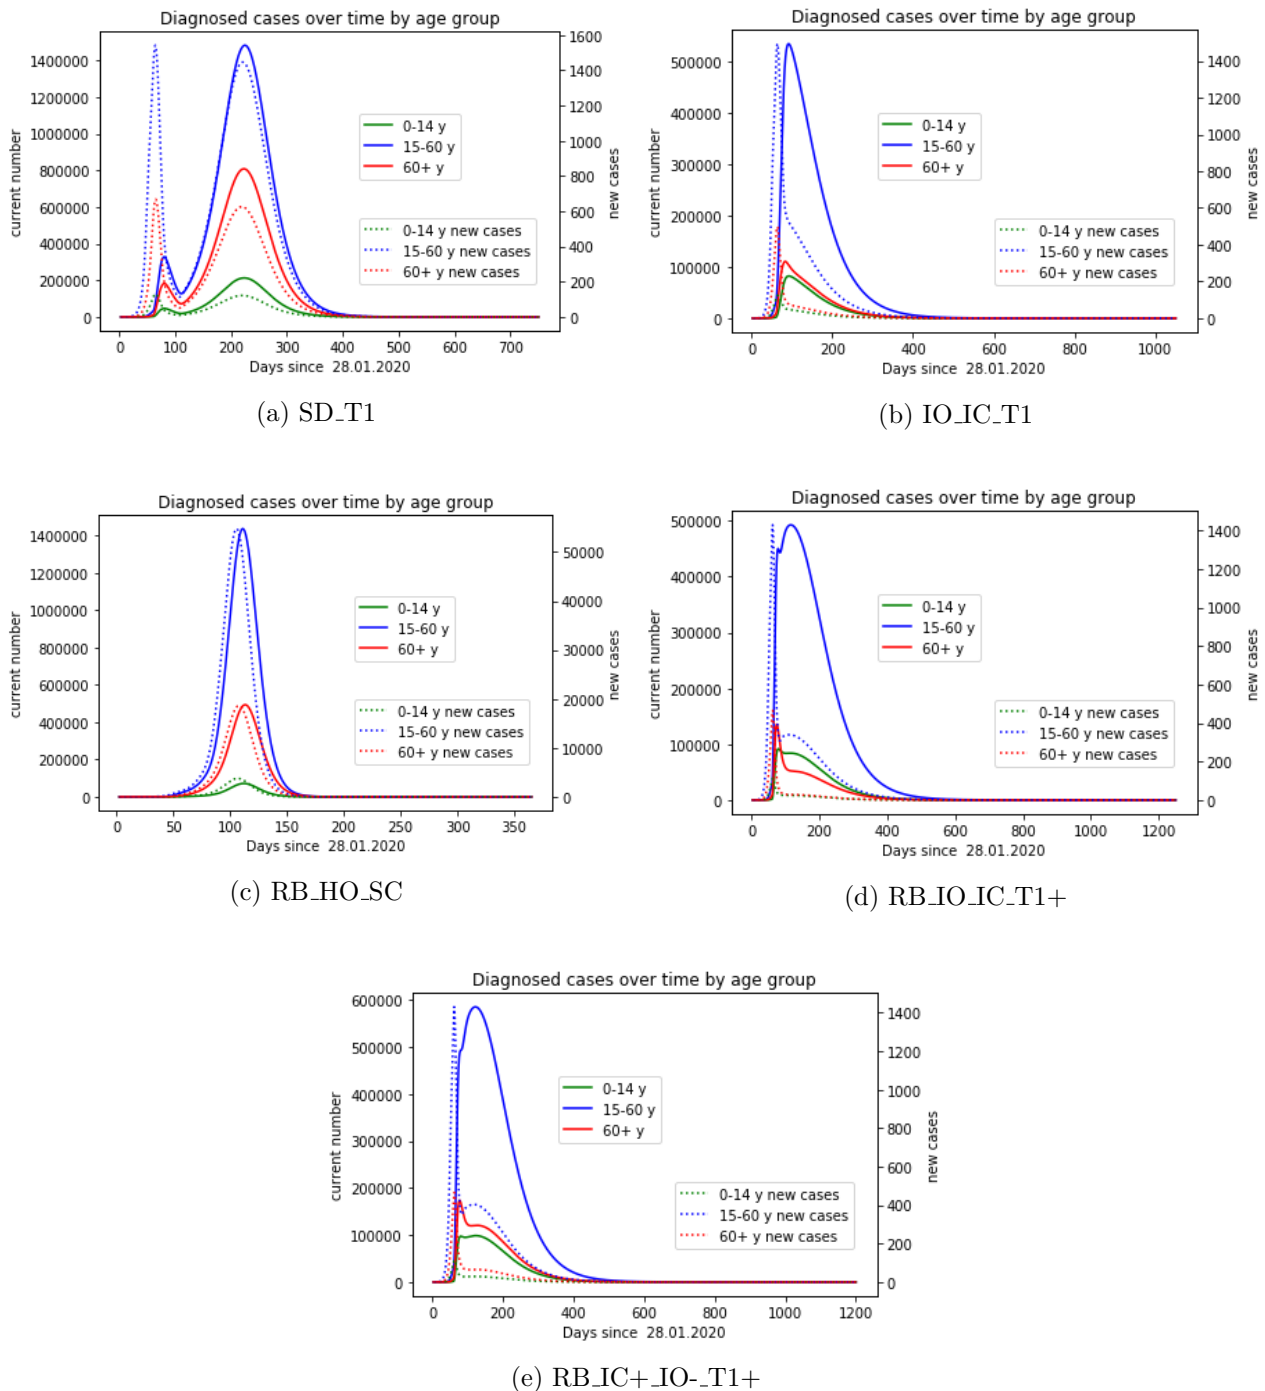 Diagnosed cases over time by age group
1400000
1200000
1000000
800000
600000
400000
200000
0
current number
1600
1400
1200
1000
800
600
400
200
0
new cases
0-14 y
15-60 y
60+ y
0-14 y new cases
15-60 y new cases
60+ y new cases
0 100 200 300 400 500 600 700
Days since 28.01.2020
(a) SD_T1
Diagnosed cases over time by age group
500000
400000
300000
200000
100000
0
current number
1400
1200
1000
800
600
400
200
0
new cases
0-14 y
15-60 y
60+ y
0-14 y new cases
15-60 y new cases
60+ y new cases
0 200 400 600 800 1000
Days since 28.01.2020
(b) IO_IC_T1
Diagnosed cases over time by age group
1400000
1200000
1000000
800000
600000
400000
200000
0
current number
50000
40000
30000
20000
10000
0
new cases
0-14 y
15-60 y
60+ y
0-14 y new cases
15-60 y new cases
60+ y new cases
0 50 100 150 200 250 300 350
Days since 28.01.2020
(c) RB_HO_SC
Diagnosed cases over time by age group
500000
400000
300000
200000
100000
0
current number
1400
1200
1000
800
600
400
200
0
new cases
0-14 y
15-60 y
60+ y
0-14 y new cases
15-60 y new cases
60+ y new cases
0 200 400 600 800 1000 1200
Days since 28.01.2020
(d) RB_IO_IC_T1+
Diagnosed cases over time by age group
600000
500000
400000
300000
200000
100000
0
current number
1400
1200
1000
800
600
400
200
0
new cases
0-14 y
15-60 y
60+ y
0-14 y new cases
15-60 y new cases
60+ y new cases
0 200 400 600 800 1000 1200
Days since 28.01.2020
(e) RB_IC+_IO-_T1+